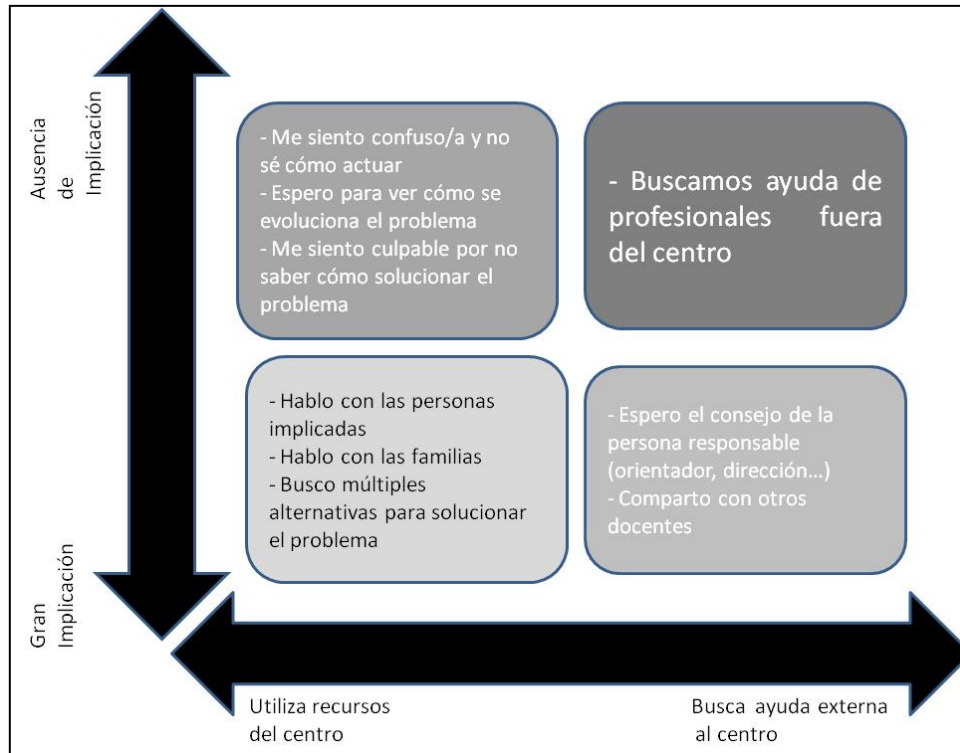 Ausencia
de
Implicación
- Me siento confuso/a y no
sé cómo actuar
- Espero para ver cómo se
evoluciona el problema
- Me siento culpable por no
saber cómo solucionar el
problema
- Buscamos ayuda de
profesionales fuera
del centro
- Hablo con las personas
implicadas
- Hablo con las familias
- Busco múltiples
alternativas para solucionar
el problema
- Espero el consejo de la
persona responsable
(orientador, dirección...)
- Comparto con otros
docentes
Gran
Implicación
Utiliza recursos
del centro
Busca ayuda externa
al centro